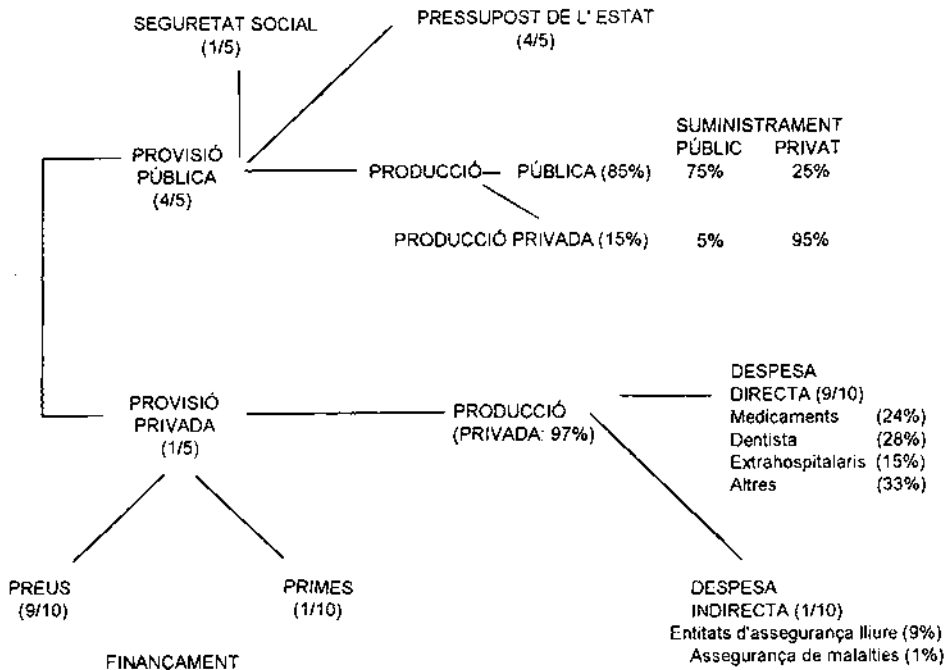 SEGURETAT SOCIAL
(1/5)
PRESSUPOST DE L' ESTAT
(4/5)
SUMINISTRAMENT
PÚBLIC PRIVAT
PROVISIÓ
PÚBLICA
(4/5)
PRODUCCIÓ— PÚBLICA (85%) 75% 25%
PRODUCCIÓ PRIVADA (15%) 5% 95%
PROVISIÓ
PRIVADA
(1/5)
PRODUCCIÓ
(PRIVADA: 97%)
DESPESA
DIRECTA (9/10)
Medicaments (24%)
Dentista (28%)
Extrahospitalaris (15%)
Altres (33%)
PREUS
(9/10)
PRIMES
(1/10)
DESPESA
INDIRECTA (1/10)
Entitats d'assegurança lliure (9%)
Assegurança de malalties (1%)
FINANÇAMENT